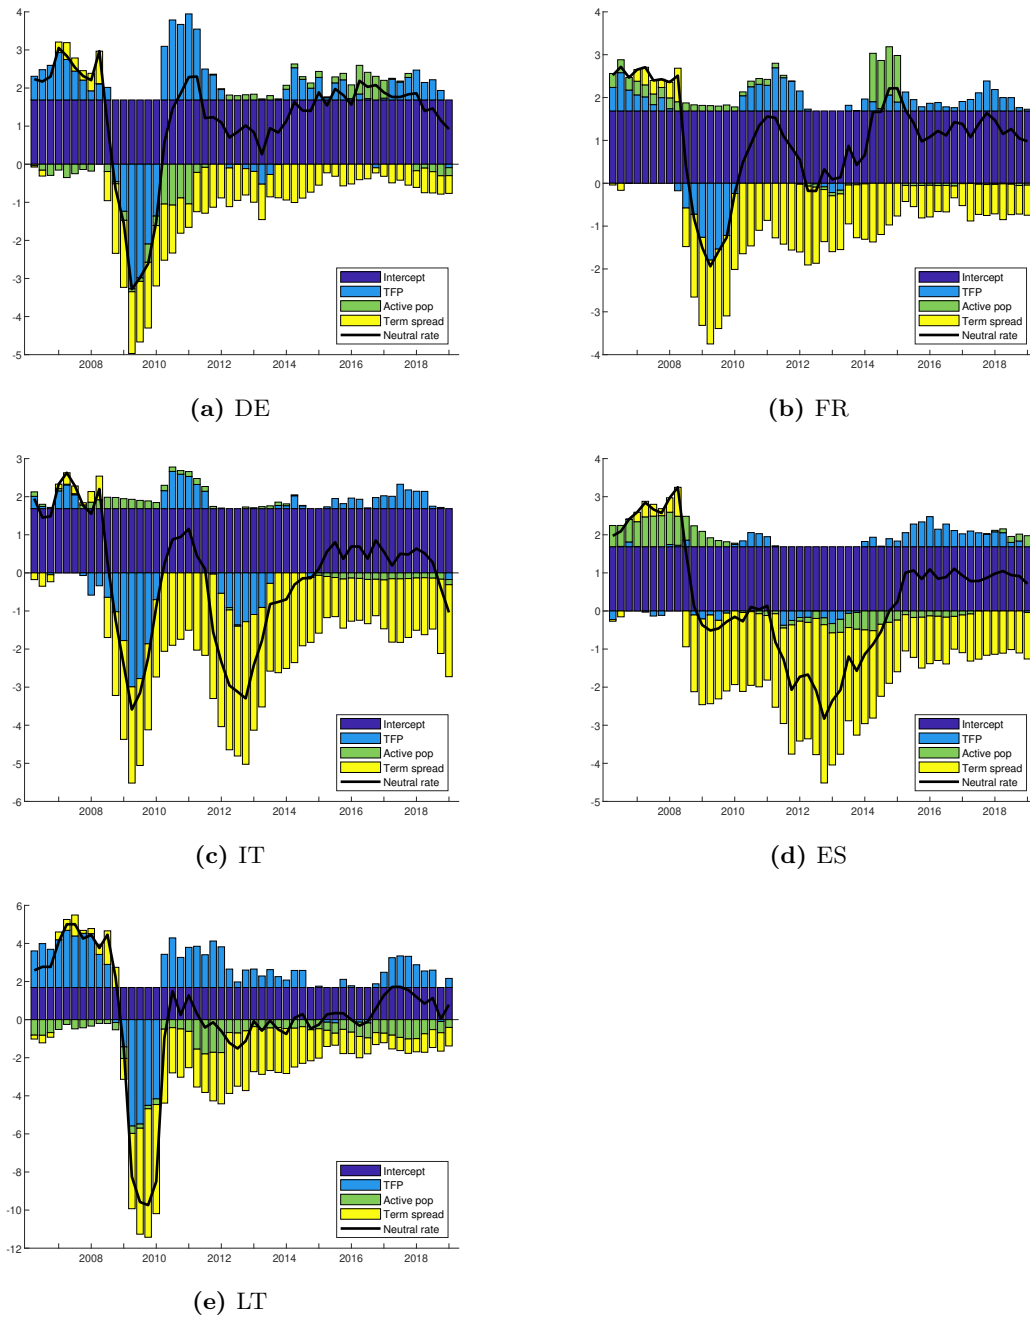 4
3
2
1
0
-1
-2
-3
-4
-5
2008
2010
2012
2014
2016
2018
Intercept
TFP
Active pop
Term spread
Neutral rate
(a) DE
4
3
2
1
0
-1
-2
-3
-4
2008
2010
2012
2014
2016
2018
Intercept
TFP
Active pop
Term spread
Neutral rate
(b) FR
3
2
1
0
-1
-2
-3
-4
-5
-6
2008
2010
2012
2014
2016
2018
Intercept
TFP
Active pop
Term spread
Neutral rate
(c) IT
4
3
2
1
0
-1
-2
-3
-4
-5
2008
2010
2012
2014
2016
2018
Intercept
TFP
Active pop
Term spread
Neutral rate
(d) ES
6
4
2
0
-2
-4
-6
-8
-10
-12
2008
2010
2012
2014
2016
2018
Intercept
TFP
Active pop
Term spread
Neutral rate
(e) LT